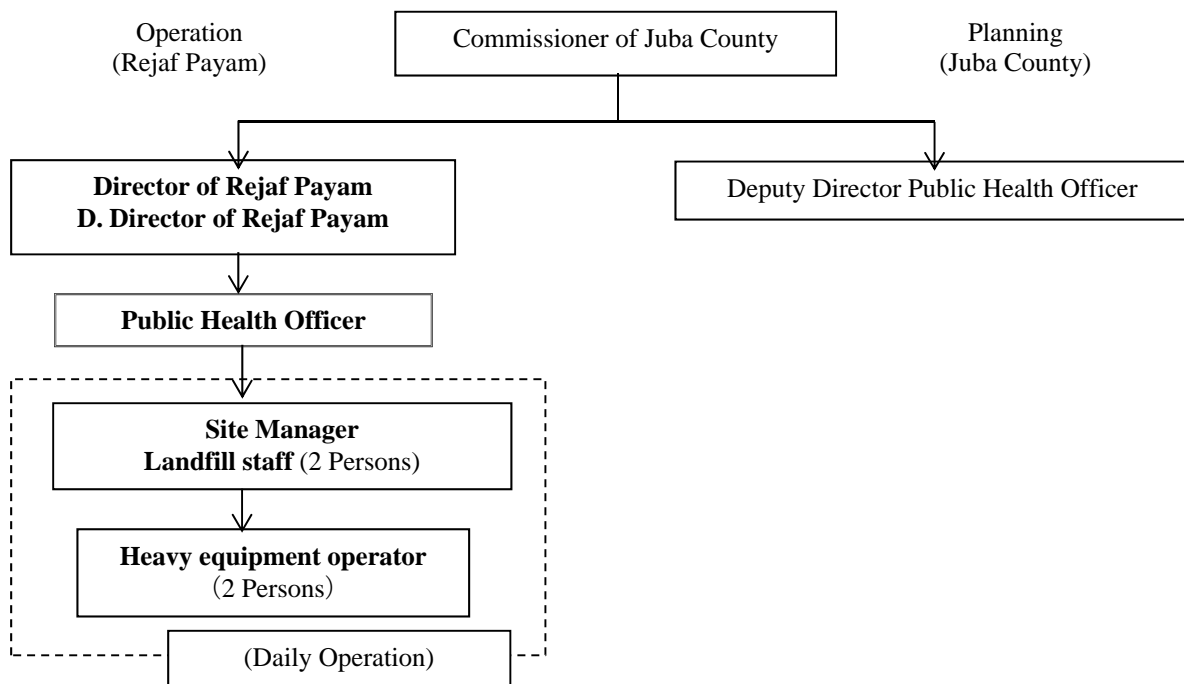 Operation
(Rejaf Payam)
Commissioner of Juba County
Planning
(Juba County)
Director of Rejaf Payam
D. Director of Rejaf Payam
Deputy Director Public Health Officer
Public Health Officer
Site Manager
Landfill staff (2 Persons)
Heavy equipment operator
（2 Persons）
(Daily Operation)